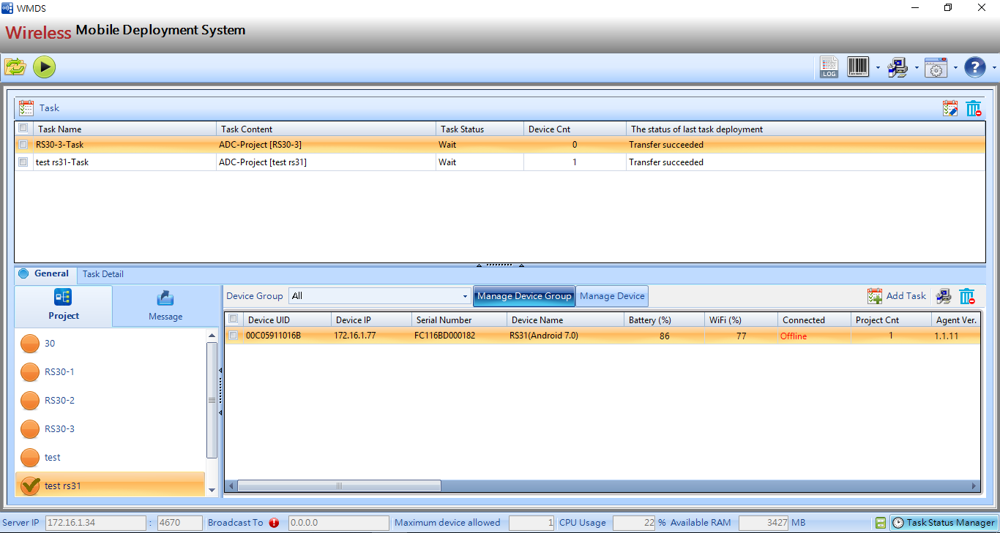 WMDS
Wireless Mobile Deployment System
LOG
?
Task
Task Name Task Content Task Status Device Cnt The status of last task deployment
RS30-3-Task ADC-Project [RS30-3] Wait 0 Transfer succeeded
test rs31-Task ADC-Project [test rs31] Wait 1 Transfer succeeded
General Task Detail
Project Message
Device Group All Manage Device Group Manage Device Add Task
Device UID Device IP Serial Number Device Name Battery (%) WiFi (%) Connected Project Cnt Agent Ver.
00C05911016B 172.16.1.77 FC116BD000182 RS31(Android 7.0) 86 77 Offline 1 1.1.11
30
RS30-1
RS30-2
RS30-3
test
test rs31
Server IP 172.16.1.34 : 4670 Broadcast To 0.0.0.0 Maximum device allowed 1 CPU Usage 22 % Available RAM 3427 MB Task Status Manager